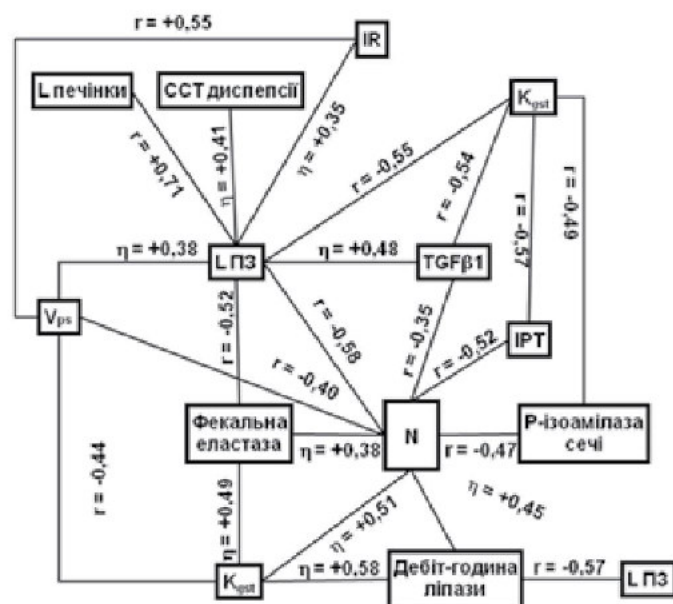 r = +0,55
IR
L печінки
ССТ диспепсії
K gst
r = +0,71
η = +0,41
η = +0,35
r = -0,55
r = -0,54
r = -0,57
r = -0,49
η = +0,38
L ПЗ
η = +0,48
TGFβ1
Vps
r = -0,52
r = -0,58
r = -0,35
r = -0,52
ІРТ
r = -0,40
Фекальна
еластаза
η = +0,38
N
r = -0,47
Р-ізоамілаза
сечі
r = -0,44
η = +0,49
η = +0,51
η = +0,45
K gst
η = +0,58
Дебіт-година
ліпази
r = -0,57
L ПЗ